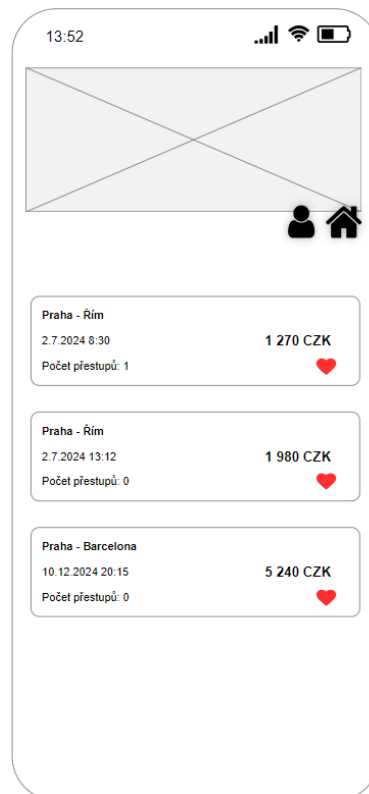 13:52
Praha - Řím
2.7.2024 8:30
1 270 CZK
Počet přestupů: 1
Praha - Řím
2.7.2024 13:12
1 980 CZK
Počet přestupů: 0
Praha - Barcelona
10.12.2024 20:15
5 240 CZK
Počet přestupů: 0